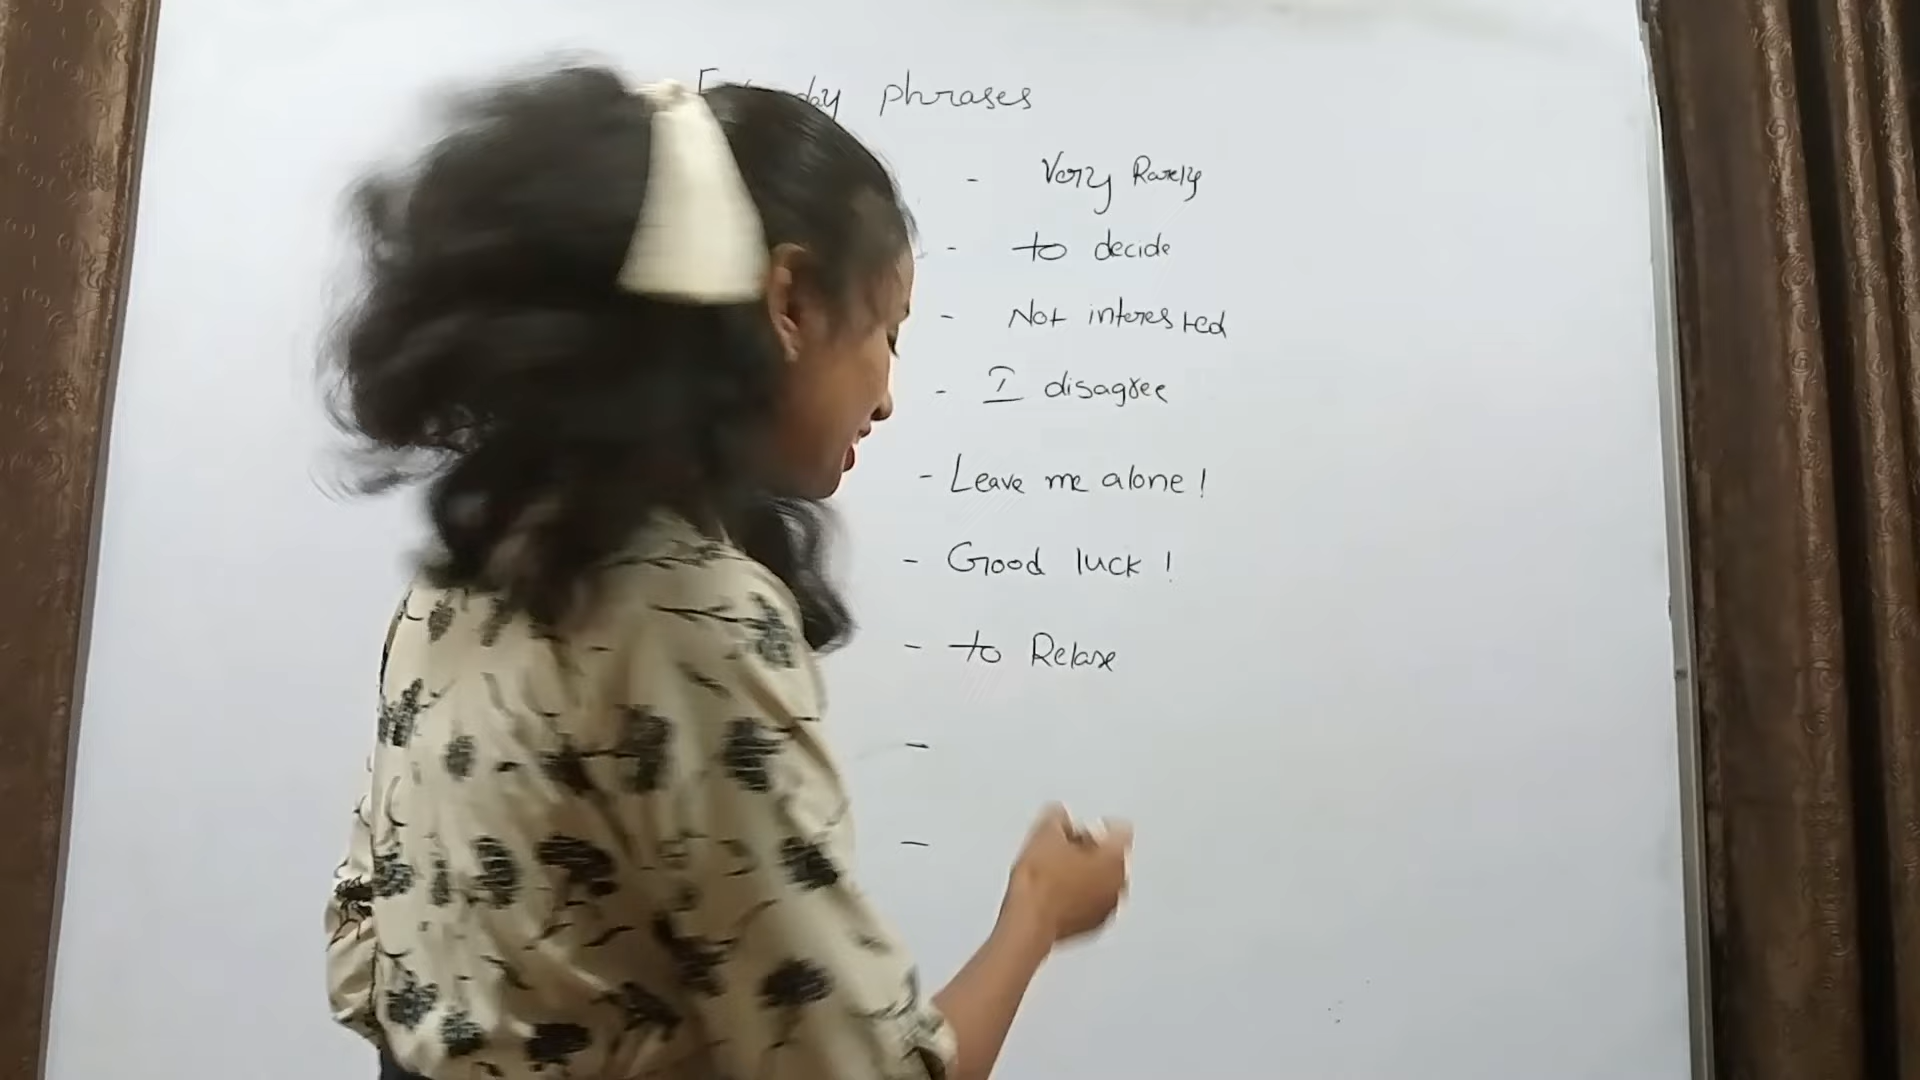 phrases
- Very Rarely
- to decide
- Not interested
- I disagree
- Leave me alone!
- Good luck!
- to Relax
-
-